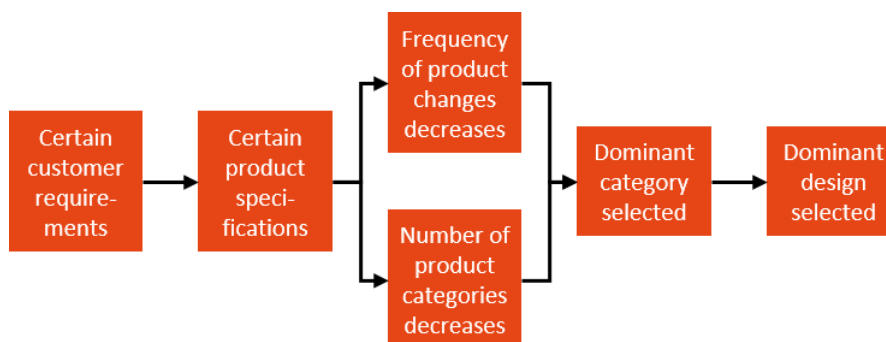 Certain
customer
require-
ments
Certain
product
speci-
fications
Frequency
of product
changes
decreases
Number of
product
categories
decreases
Dominant
category
selected
Dominant
design
selected